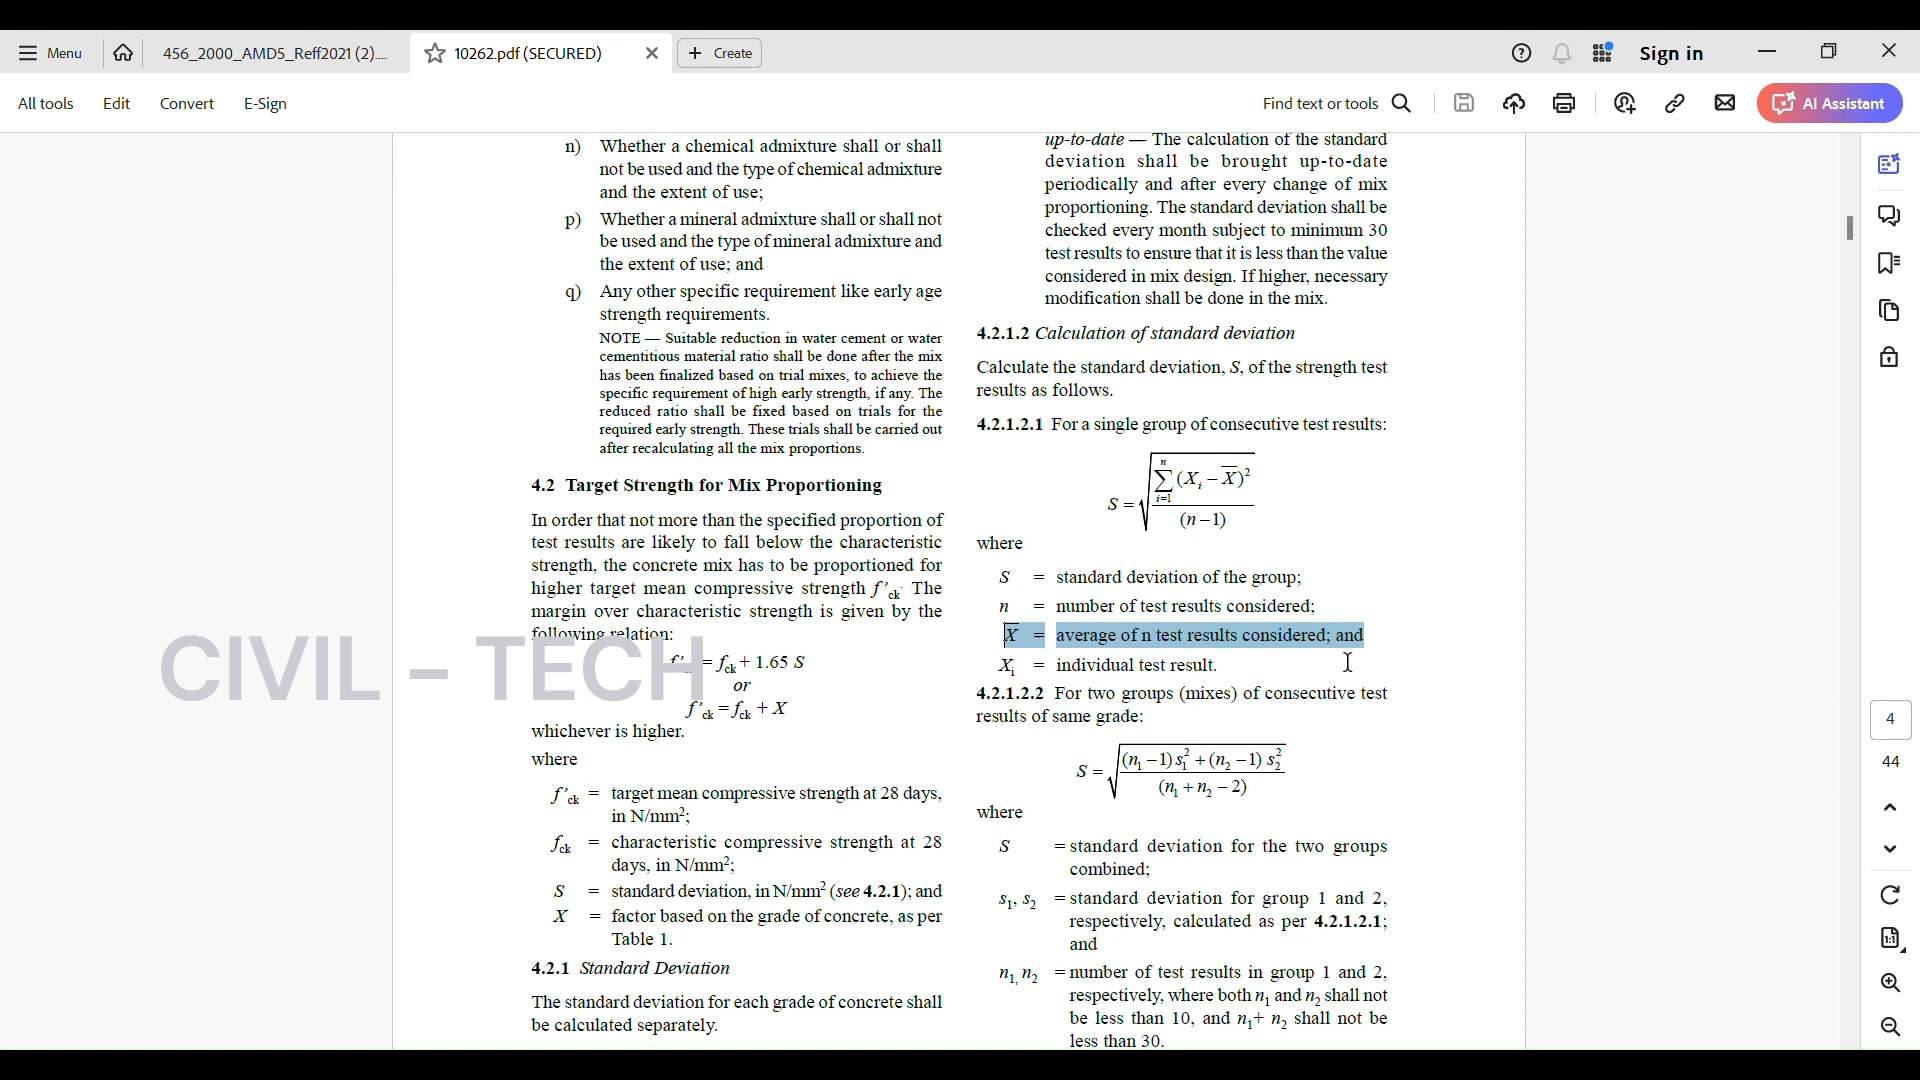 Menu
456_2000_AMD5_Reff2021 (2)....
10262.pdf (SECURED)
Create
Sign in
All tools
Edit
Convert
E-Sign
Find text or tools
AI Assistant
n) Whether a chemical admixture shall or shall
not be used and the type of chemical admixture
and the extent of use;
p) Whether a mineral admixture shall or shall not
be used and the type of mineral admixture and
the extent of use; and
q) Any other specific requirement like early age
strength requirements.
NOTE — Suitable reduction in water cement or water
cementitious material ratio shall be done after the mix
has been finalized based on trial mixes, to achieve the
specific requirement of high early strength, if any. The
reduced ratio shall be fixed based on trials for the
required early strength. These trials shall be carried out
after recalculating all the mix proportions.
4.2 Target Strength for Mix Proportioning
In order that not more than the specified proportion of
test results are likely to fall below the characteristic
strength, the concrete mix has to be proportioned for
higher target mean compressive strength f’ck. The
margin over characteristic strength is given by the
following relation:
= fck + 1.65 S
or
f’ck = fck + X
whichever is higher.
where
f’ck = target mean compressive strength at 28 days,
in N/mm²;
fck = characteristic compressive strength at 28
days, in N/mm²;
S = standard deviation, in N/mm² (see 4.2.1); and
X = factor based on the grade of concrete, as per
Table 1.
4.2.1 Standard Deviation
The standard deviation for each grade of concrete shall
be calculated separately.
up-to-date — The calculation of the standard
deviation shall be brought up-to-date
periodically and after every change of mix
proportioning. The standard deviation shall be
checked every month subject to minimum 30
test results to ensure that it is less than the value
considered in mix design. If higher, necessary
modification shall be done in the mix.
4.2.1.2 Calculation of standard deviation
Calculate the standard deviation, S, of the strength test
results as follows.
4.2.1.2.1 For a single group of consecutive test results:
S = √(∑ⁿᵢ₌₁ (Xᵢ – X̅)² / (n – 1))
where
S = standard deviation of the group;
n = number of test results considered;
X̅ = average of n test results considered; and
Xi = individual test result.
4.2.1.2.2 For two groups (mixes) of consecutive test
results of same grade:
S = √((n₁ – 1) s₁² + (n₂ – 1) s₂² / (n₁ + n₂ – 2))
where
S = standard deviation for the two groups
combined;
s₁, s₂ = standard deviation for group 1 and 2,
respectively, calculated as per 4.2.1.2.1;
and
n₁, n₂ = number of test results in group 1 and 2,
respectively, where both n₁ and n₂ shall not
be less than 10, and n₁ + n₂ shall not be
less than 30.
CIVIL – TECH
4
44
1:1